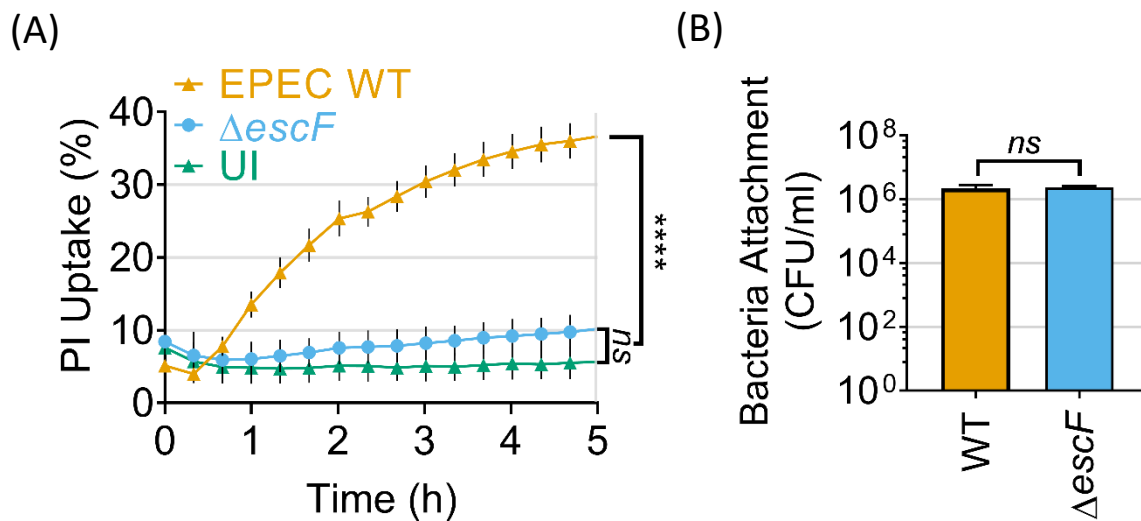 (A)
EPEC WT
ΔescF
UI
PI Uptake (%)
40
30
20
10
0
0 1 2 3 4 5
Time (h)
****
ns
(B)
Bacteria Attachment
(CFU/ml)
10⁸
10⁶
10⁴
10²
10⁰
ns
WT
ΔescF